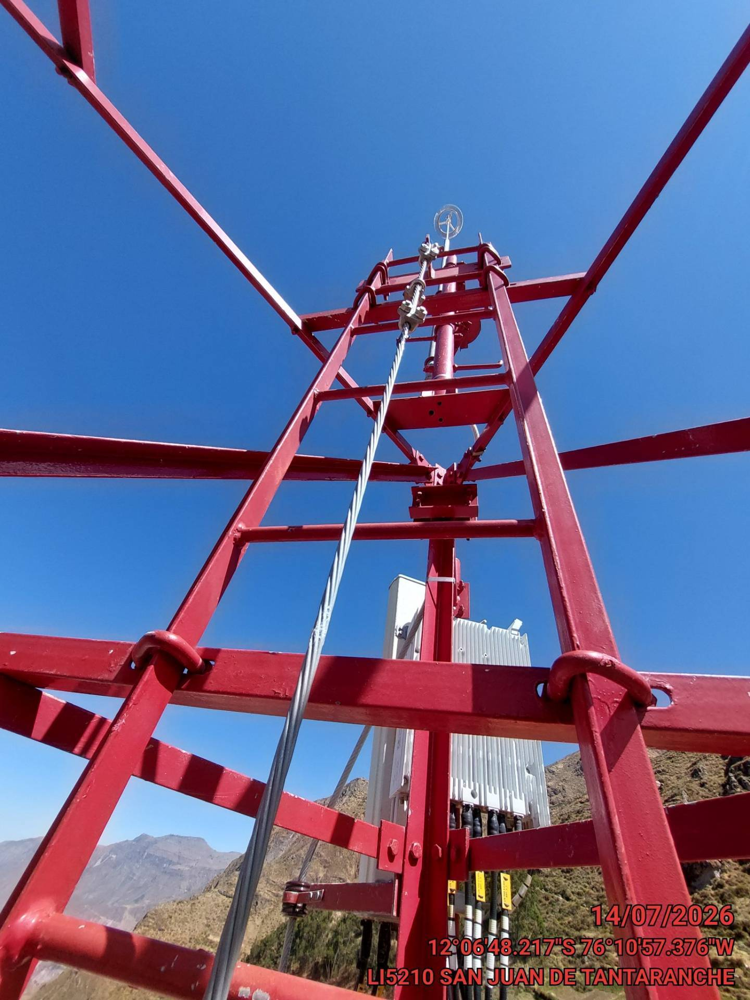 14/07/2026
12°06'48.217"S 76°10'57.376"W
LI5210 SAN JUAN DE TANTARANCHE